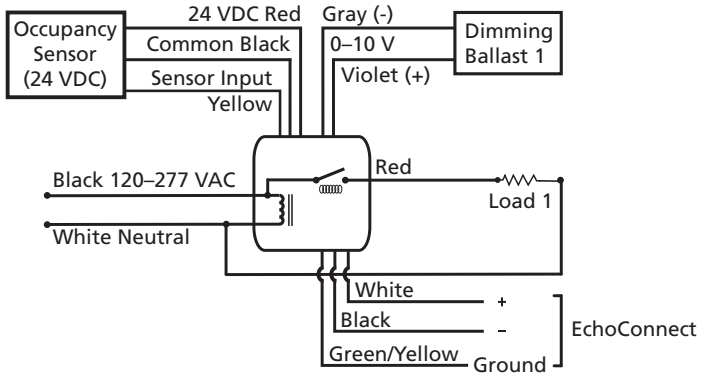 24 VDC Red
Gray (-)
Occupancy
Sensor
(24 VDC)
Common Black
0–10 V
Dimming
Ballast 1
Sensor Input
Yellow
Violet (+)
Black 120–277 VAC
Red
Load 1
White Neutral
White
+
Black
–
EchoConnect
Green/Yellow
Ground